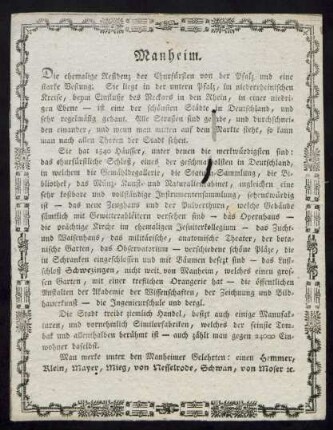 Manheim.
Die ehemalige Residenz der Churfürsten von der Pfalz und eine
starke Vestung. Sie liegt in der untern Pfalz, im niederrheinischen
Kreise, beym Einflusse des Neckars in den Rhein, in einer niedri-
gen Ebene — ist eine der schönsten Städte in Deutschland, und
sehr regelmäßig gebaut. Alle Straßen sind gerade, und durchschnei-
den einander, und wenn man mitten auf dem Markte steht, so kann
man nach allen Thoren der Stadt sehen.
Sie hat 1540 Häuser, unter denen die merkwürdigsten sind:
das churfürstliche Schloß, eines der geschmackvollsten in Deutschland,
in welchem die Gemähldegallerie, die Statuen-Sammlung, die Bi-
bliothek, das Münz- Kunst- und Naturalienkabinet, ungleichen eine
sehr kostbare und vollständige Instrumentensammlung, sehenswürdig
ist — das neue Zeughaus und der Pulverthurm, welche Gebäude
sämtlich mit Gewitterableitern versehen sind — das Opernhaus —
die prächtige Kirche im ehemaligen Jesuiterkollegium — das Zucht-
und Waisenhaus, das militärische, anatomische Theater, der bota-
nische Garten, das Observatorium — verschiedene schöne Pläze, die
in Schranken eingeschlossen und mit Bäumen besezt sind — das Lust-
schloß Schwezingen, nicht weit von Manheim, welches einen gros-
sen Garten, mit einer trefflichen Orangerie hat — die öffentlichen
Anstalten der Akademie der Wissenschaften, der Zeichnung und Bild-
hauerkunst — die Ingenieurschule und dergl.
Die Stadt treibt ziemlich Handel, besizt auch einige Manufak-
turen, und vornehmlich Similorfabriken, welches der feinste Tom-
bak und allenthalben berühmt ist — auch zählt man gegen 24000 Ein-
wohner daselbst.
Man merke unter den Manheimer Gelehrten: einen Hemmer,
Klein, Mayer, Mieg, von Nesselrode, Schwan, von Moser ꝛc.